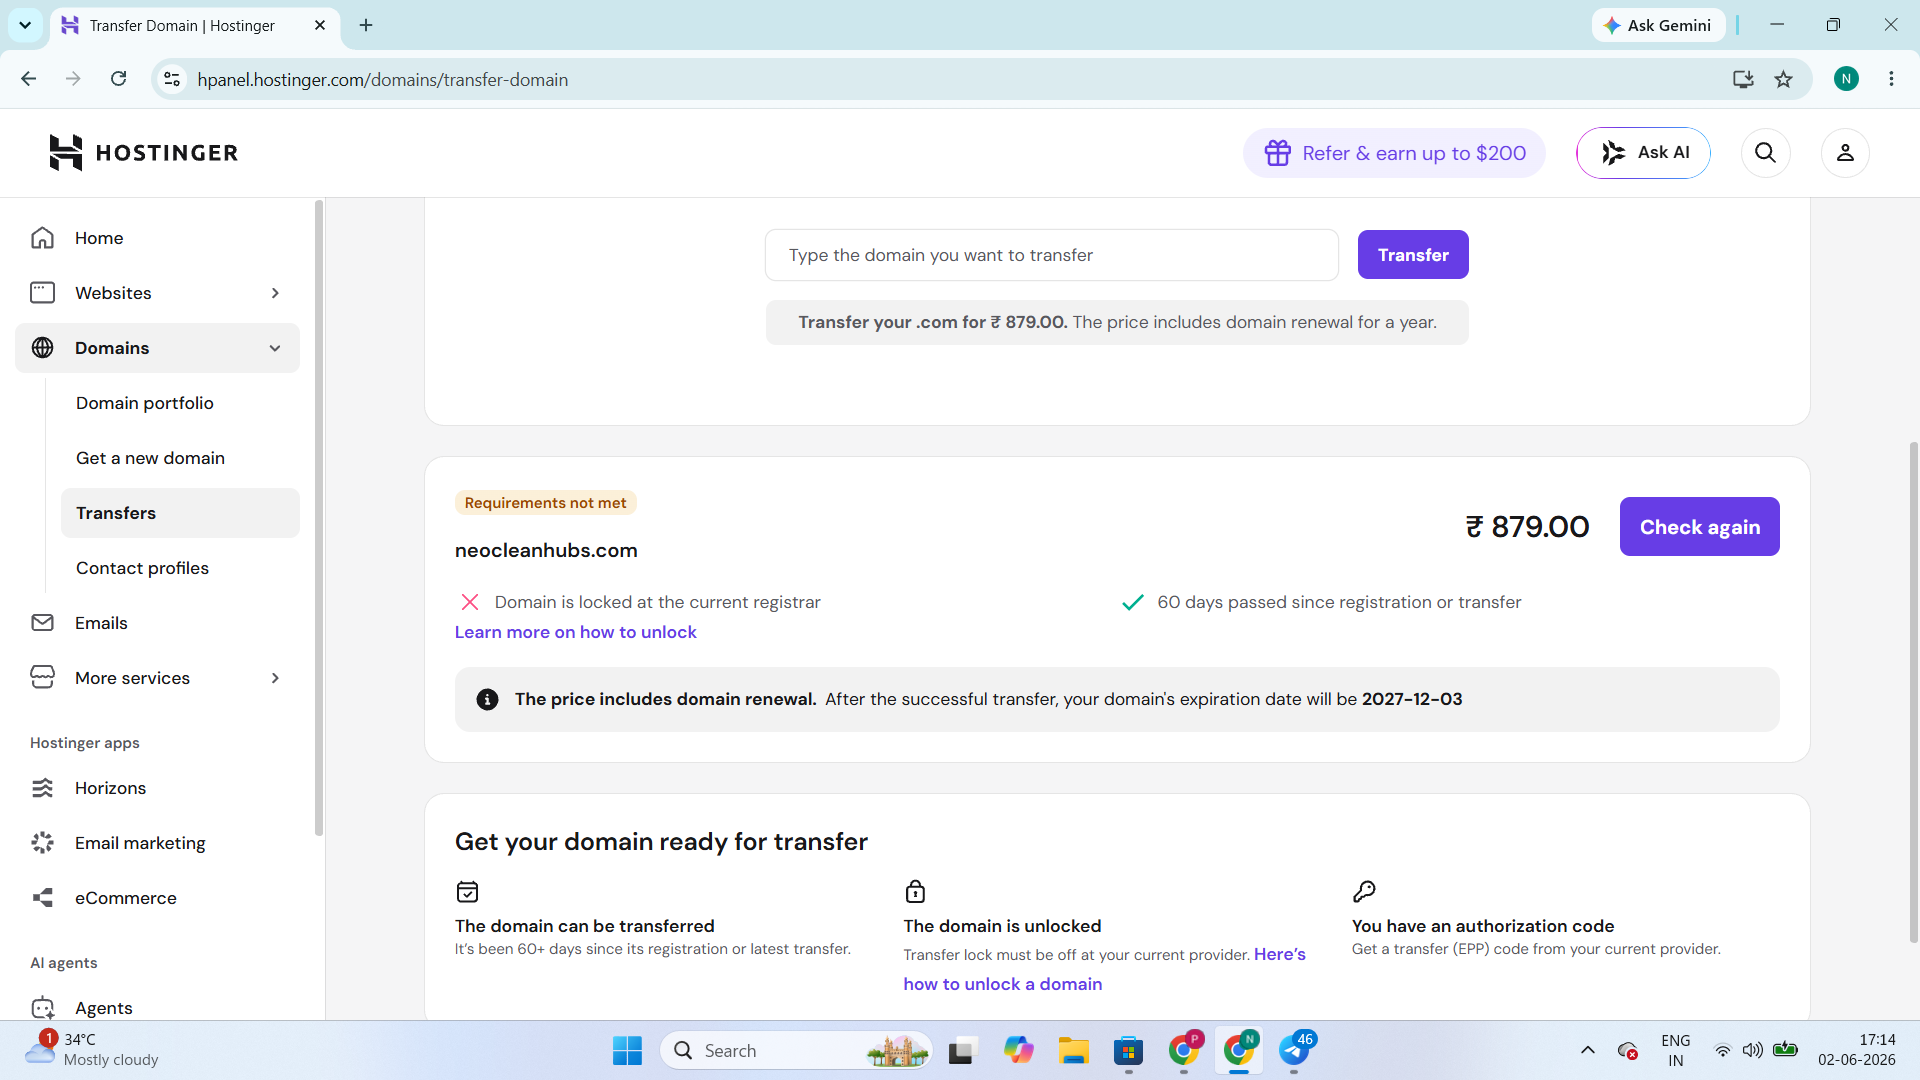 Transfer Domain | Hostinger
Ask Gemini
hpanel.hostinger.com/domains/transfer-domain
N
HOSTINGER
Refer & earn up to $200
Ask AI
Home
Websites
Domains
Domain portfolio
Get a new domain
Transfers
Contact profiles
Emails
More services
Hostinger apps
Horizons
Email marketing
eCommerce
AI agents
Agents
Type the domain you want to transfer
Transfer
Transfer your .com for ₹ 879.00. The price includes domain renewal for a year.
Requirements not met
neocleanhubs.com
₹ 879.00
Check again
Domain is locked at the current registrar
60 days passed since registration or transfer
Learn more on how to unlock
The price includes domain renewal. After the successful transfer, your domain's expiration date will be 2027-12-03
Get your domain ready for transfer
The domain can be transferred
It's been 60+ days since its registration or latest transfer.
The domain is unlocked
Transfer lock must be off at your current provider. Here's
how to unlock a domain
You have an authorization code
Get a transfer (EPP) code from your current provider.
1
34°C
Mostly cloudy
Search
P
N
46
ENG
IN
17:14
02-06-2026